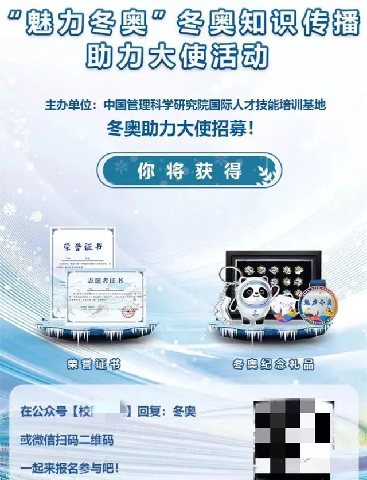 “魅力冬奥”冬奥知识传播
助力大使活动
主办单位：中国管理科学研究院国际人才技能培训基地
冬奥助力大使招募！
你将获得
荣誉证书
志愿者证书
荣誉证书
冬奥纪念礼品
在公众号【校 】回复：冬奥
或微信扫码二维码
一起来报名参与吧！